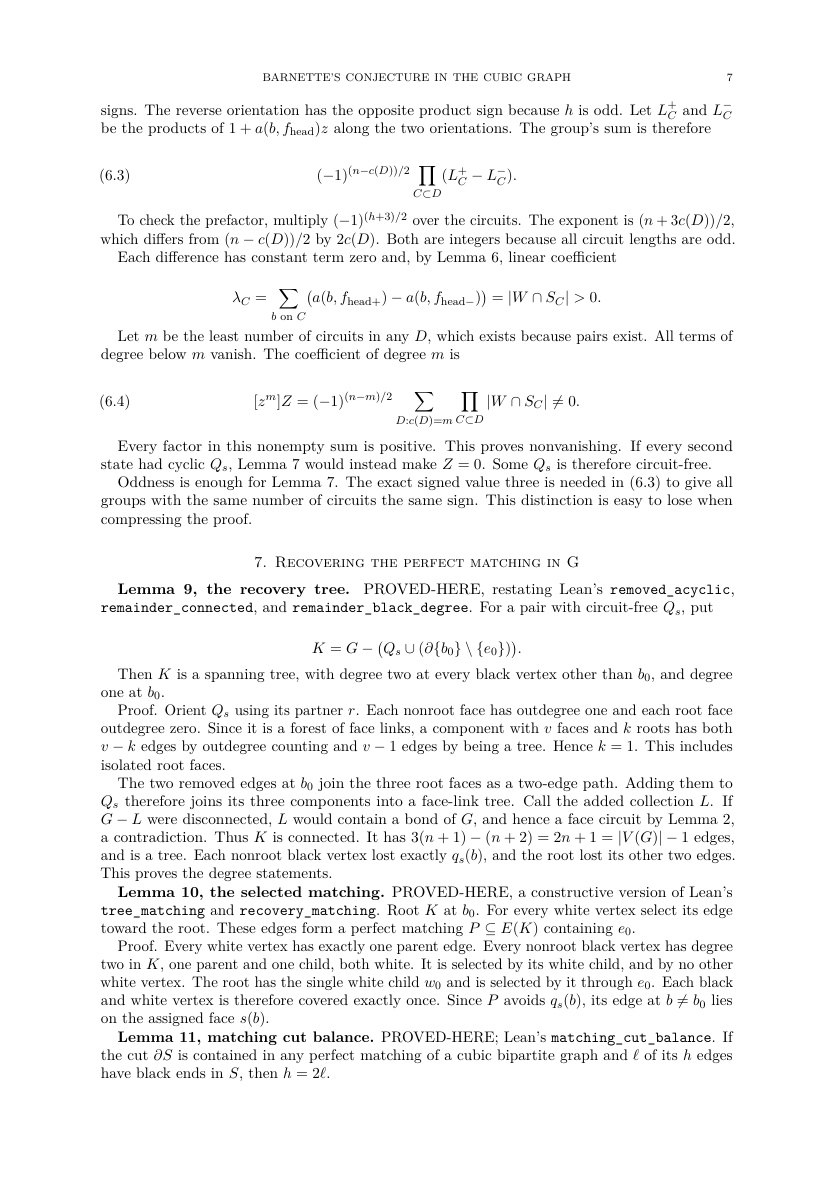 BARNETTE'S CONJECTURE IN THE CUBIC GRAPH 7
signs. The reverse orientation has the opposite product sign because h is odd. Let L_C^+ and L_C^-
be the products of 1 + a(b, f_head)z along the two orientations. The group's sum is therefore
(6.3) (−1)^{(n−c(D))/2} ∏_{C⊂D} (L_C^+ − L_C^-).
To check the prefactor, multiply (−1)^{(h+3)/2} over the circuits. The exponent is (n + 3c(D))/2,
which differs from (n − c(D))/2 by 2c(D). Both are integers because all circuit lengths are odd.
Each difference has constant term zero and, by Lemma 6, linear coefficient
λ_C = ∑_{b on C} (a(b, f_{head+}) − a(b, f_{head−})) = |W ∩ S_C| > 0.
Let m be the least number of circuits in any D, which exists because pairs exist. All terms of
degree below m vanish. The coefficient of degree m is
(6.4) [z^m]Z = (−1)^{(n−m)/2} ∑_{D:c(D)=m} ∏_{C⊂D} |W ∩ S_C| ≠ 0.
Every factor in this nonempty sum is positive. This proves nonvanishing. If every second
state had cyclic Q_s, Lemma 7 would instead make Z = 0. Some Q_s is therefore circuit-free.
Oddness is enough for Lemma 7. The exact signed value three is needed in (6.3) to give all
groups with the same number of circuits the same sign. This distinction is easy to lose when
compressing the proof.
7. Recovering the perfect matching in G
Lemma 9, the recovery tree. PROVED-HERE, restating Lean's removed_acyclic,
remainder_connected, and remainder_black_degree. For a pair with circuit-free Q_s, put
K = G − (Q_s ∪ (∂{b_0} \ {e_0})).
Then K is a spanning tree, with degree two at every black vertex other than b_0, and degree
one at b_0.
Proof. Orient Q_s using its partner r. Each nonroot face has outdegree one and each root face
outdegree zero. Since it is a forest of face links, a component with v faces and k roots has both
v − k edges by outdegree counting and v − 1 edges by being a tree. Hence k = 1. This includes
isolated root faces.
The two removed edges at b_0 join the three root faces as a two-edge path. Adding them to
Q_s therefore joins its three components into a face-link tree. Call the added collection L. If
G − L were disconnected, L would contain a bond of G, and hence a face circuit by Lemma 2,
a contradiction. Thus K is connected. It has 3(n + 1) − (n + 2) = 2n + 1 = |V(G)| − 1 edges,
and is a tree. Each nonroot black vertex lost exactly q_s(b), and the root lost its other two edges.
This proves the degree statements.
Lemma 10, the selected matching. PROVED-HERE, a constructive version of Lean's
tree_matching and recovery_matching. Root K at b_0. For every white vertex select its edge
toward the root. These edges form a perfect matching P ⊆ E(K) containing e_0.
Proof. Every white vertex has exactly one parent edge. Every nonroot black vertex has degree
two in K, one parent and one child, both white. It is selected by its white child, and by no other
white vertex. The root has the single white child w_0 and is selected by it through e_0. Each black
and white vertex is therefore covered exactly once. Since P avoids q_s(b), its edge at b ≠ b_0 lies
on the assigned face s(b).
Lemma 11, matching cut balance. PROVED-HERE; Lean's matching_cut_balance. If
the cut ∂S is contained in any perfect matching of a cubic bipartite graph and ℓ of its h edges
have black ends in S, then h = 2ℓ.